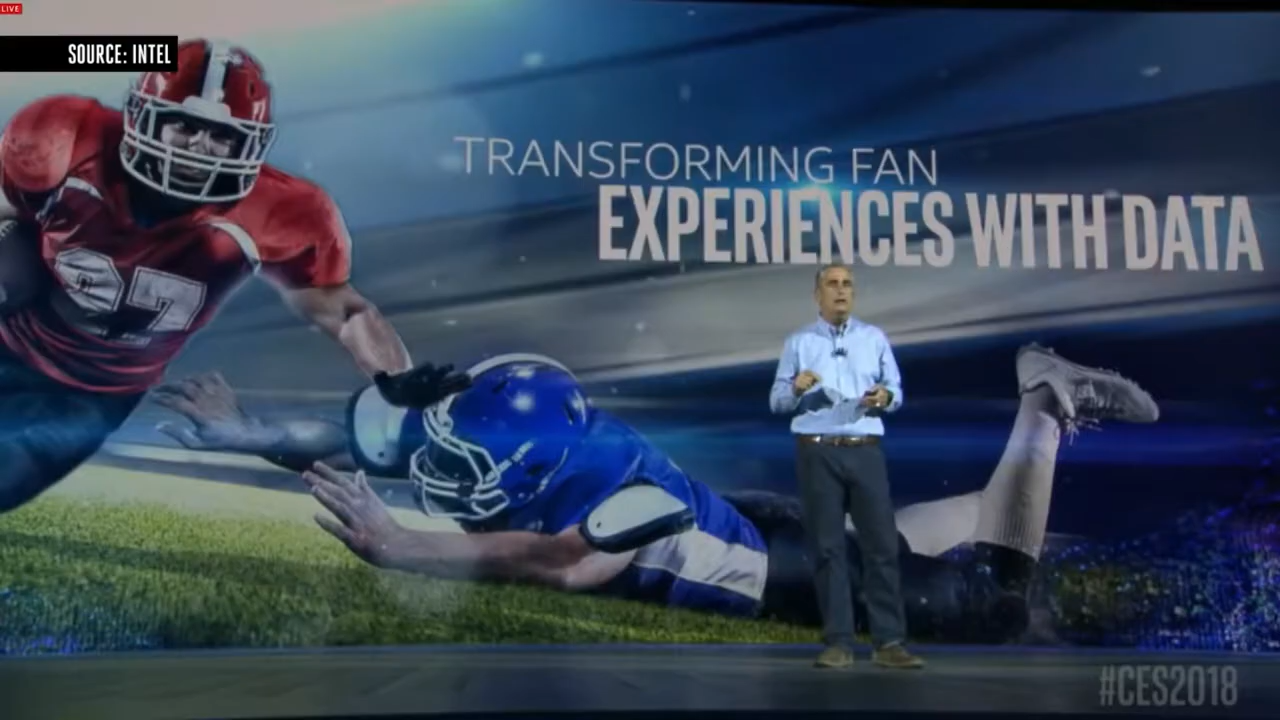 LIVE
SOURCE: INTEL
TRANSFORMING FAN
EXPERIENCES WITH DATA
97
#CES2018